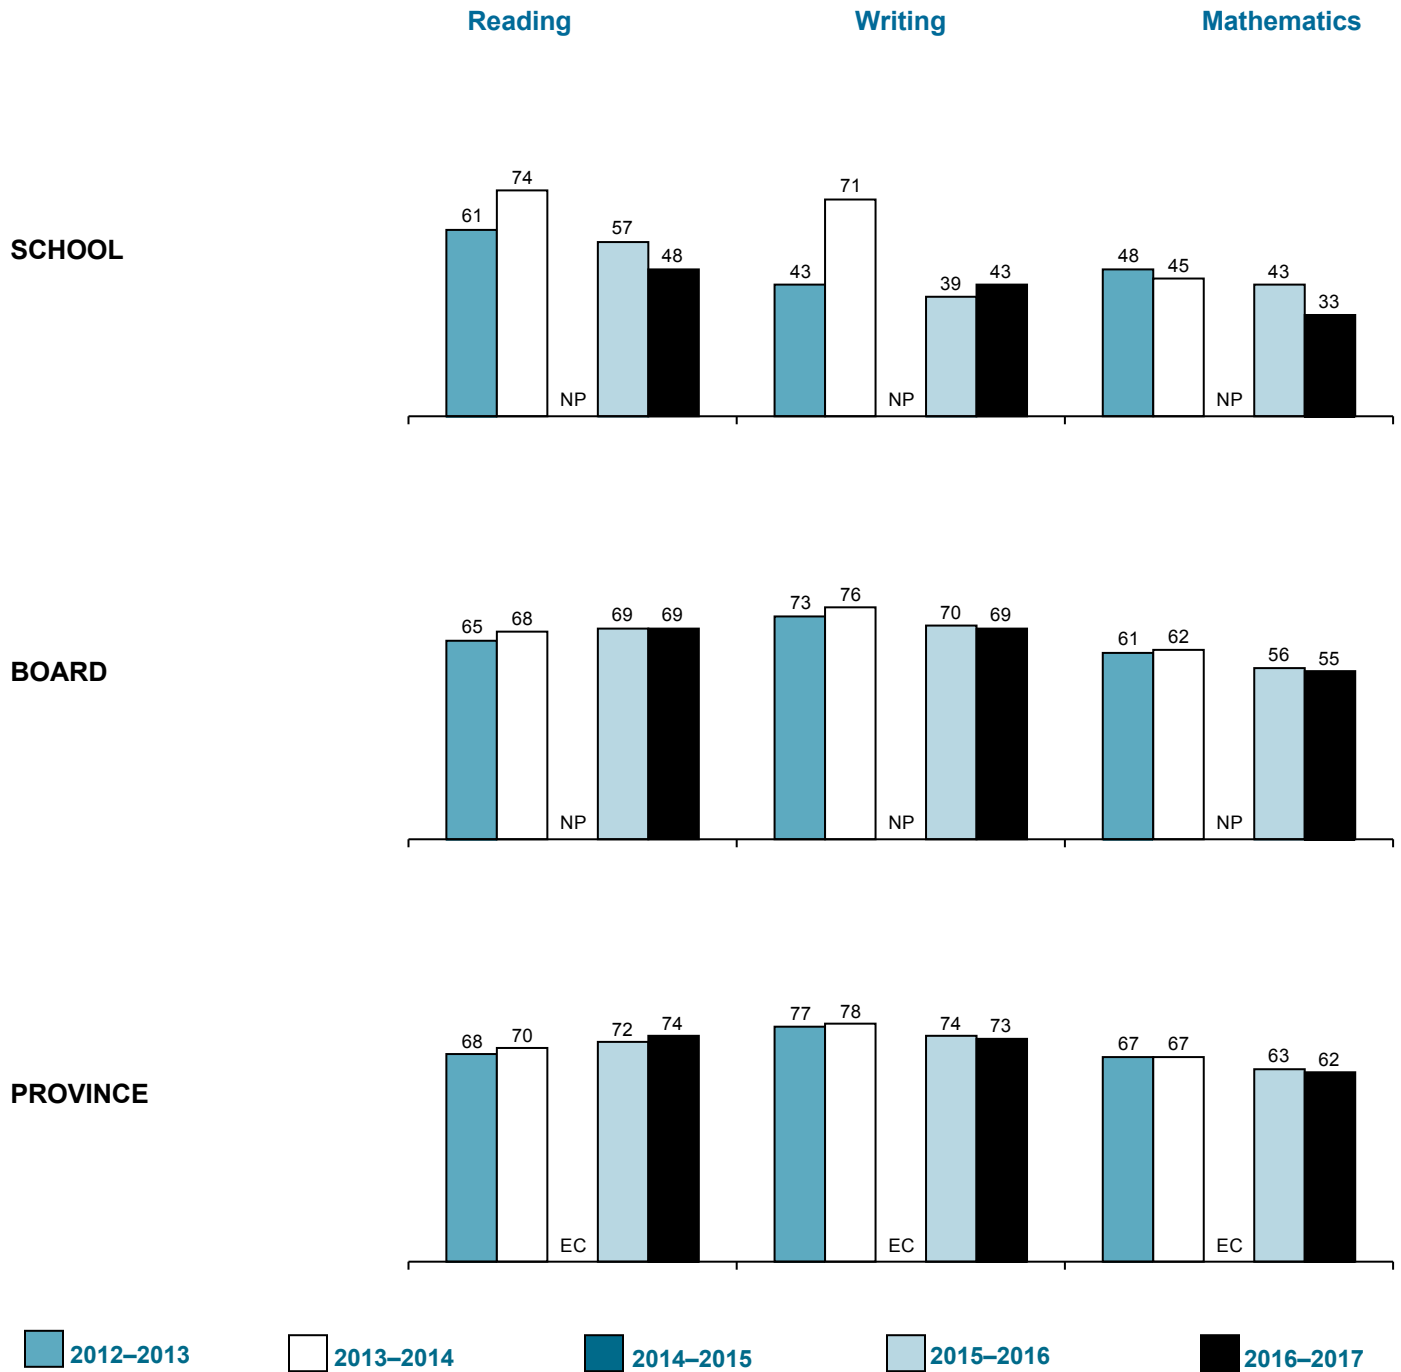 Reading Writing Mathematics
SCHOOL
61 74 NP 57 48 43 71 NP 39 43 48 45 NP 43 33
BOARD
65 68 NP 69 69 73 76 NP 70 69 61 62 NP 56 55
PROVINCE
68 70 EC 72 74 77 78 EC 74 73 67 67 EC 63 62
2012–2013 2013–2014 2014–2015 2015–2016 2016–2017